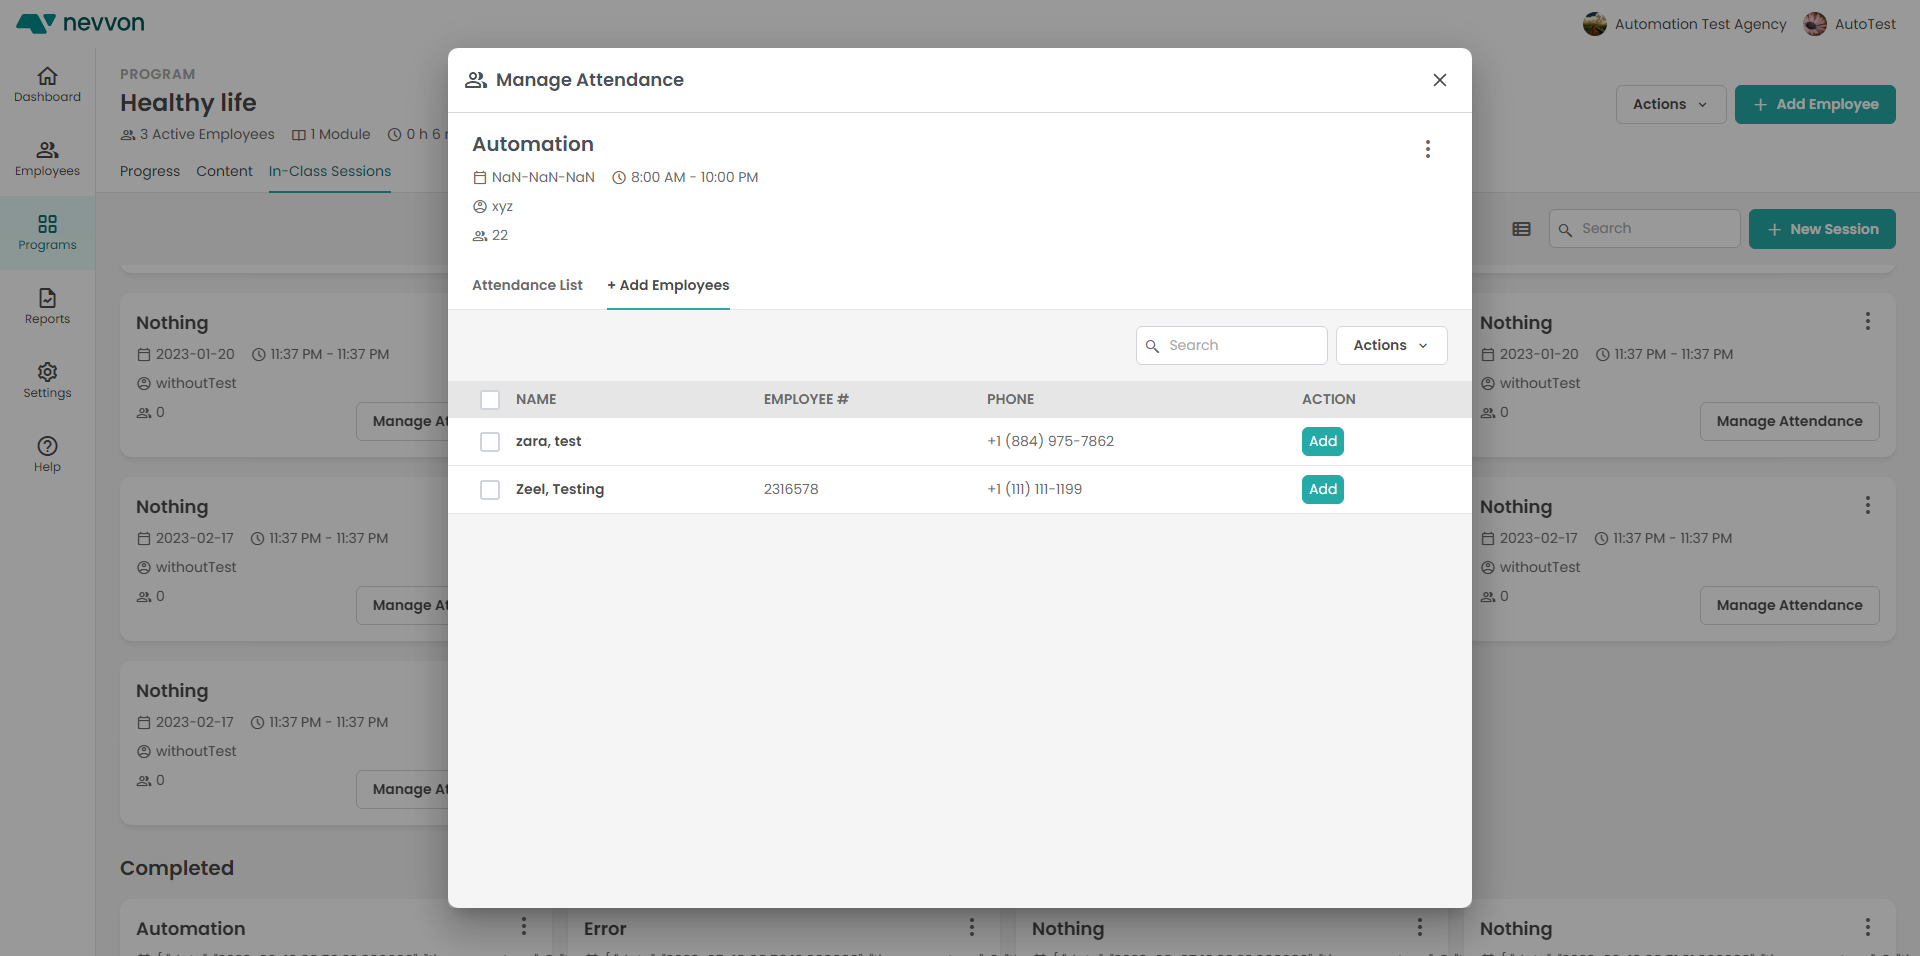 nevvon
Automation Test Agency
AutoTest
Dashboard
Employees
Programs
Reports
Settings
Help
PROGRAM
Healthy life
3 Active Employees
1 Module
0 h 6
Progress
Content
In-Class Sessions
Actions
+ Add Employee
Search
+ New Session
Manage Attendance
Automation
NaN-NaN-NaN
8:00 AM - 10:00 PM
xyz
22
Attendance List
+ Add Employees
Search
Actions
NAME EMPLOYEE # PHONE ACTION
zara, test +1 (884) 975-7862 Add
Zeel, Testing 2316578 +1 (111) 111-1199 Add
Nothing
2023-01-20 11:37 PM - 11:37 PM
withoutTest
0
Manage At
Nothing
2023-01-20 11:37 PM - 11:37 PM
withoutTest
0
Manage Attendance
Nothing
2023-02-17 11:37 PM - 11:37 PM
withoutTest
0
Manage At
Nothing
2023-02-17 11:37 PM - 11:37 PM
withoutTest
0
Manage Attendance
Nothing
2023-02-17 11:37 PM - 11:37 PM
withoutTest
0
Manage At
Completed
Automation
Error
Nothing
Nothing